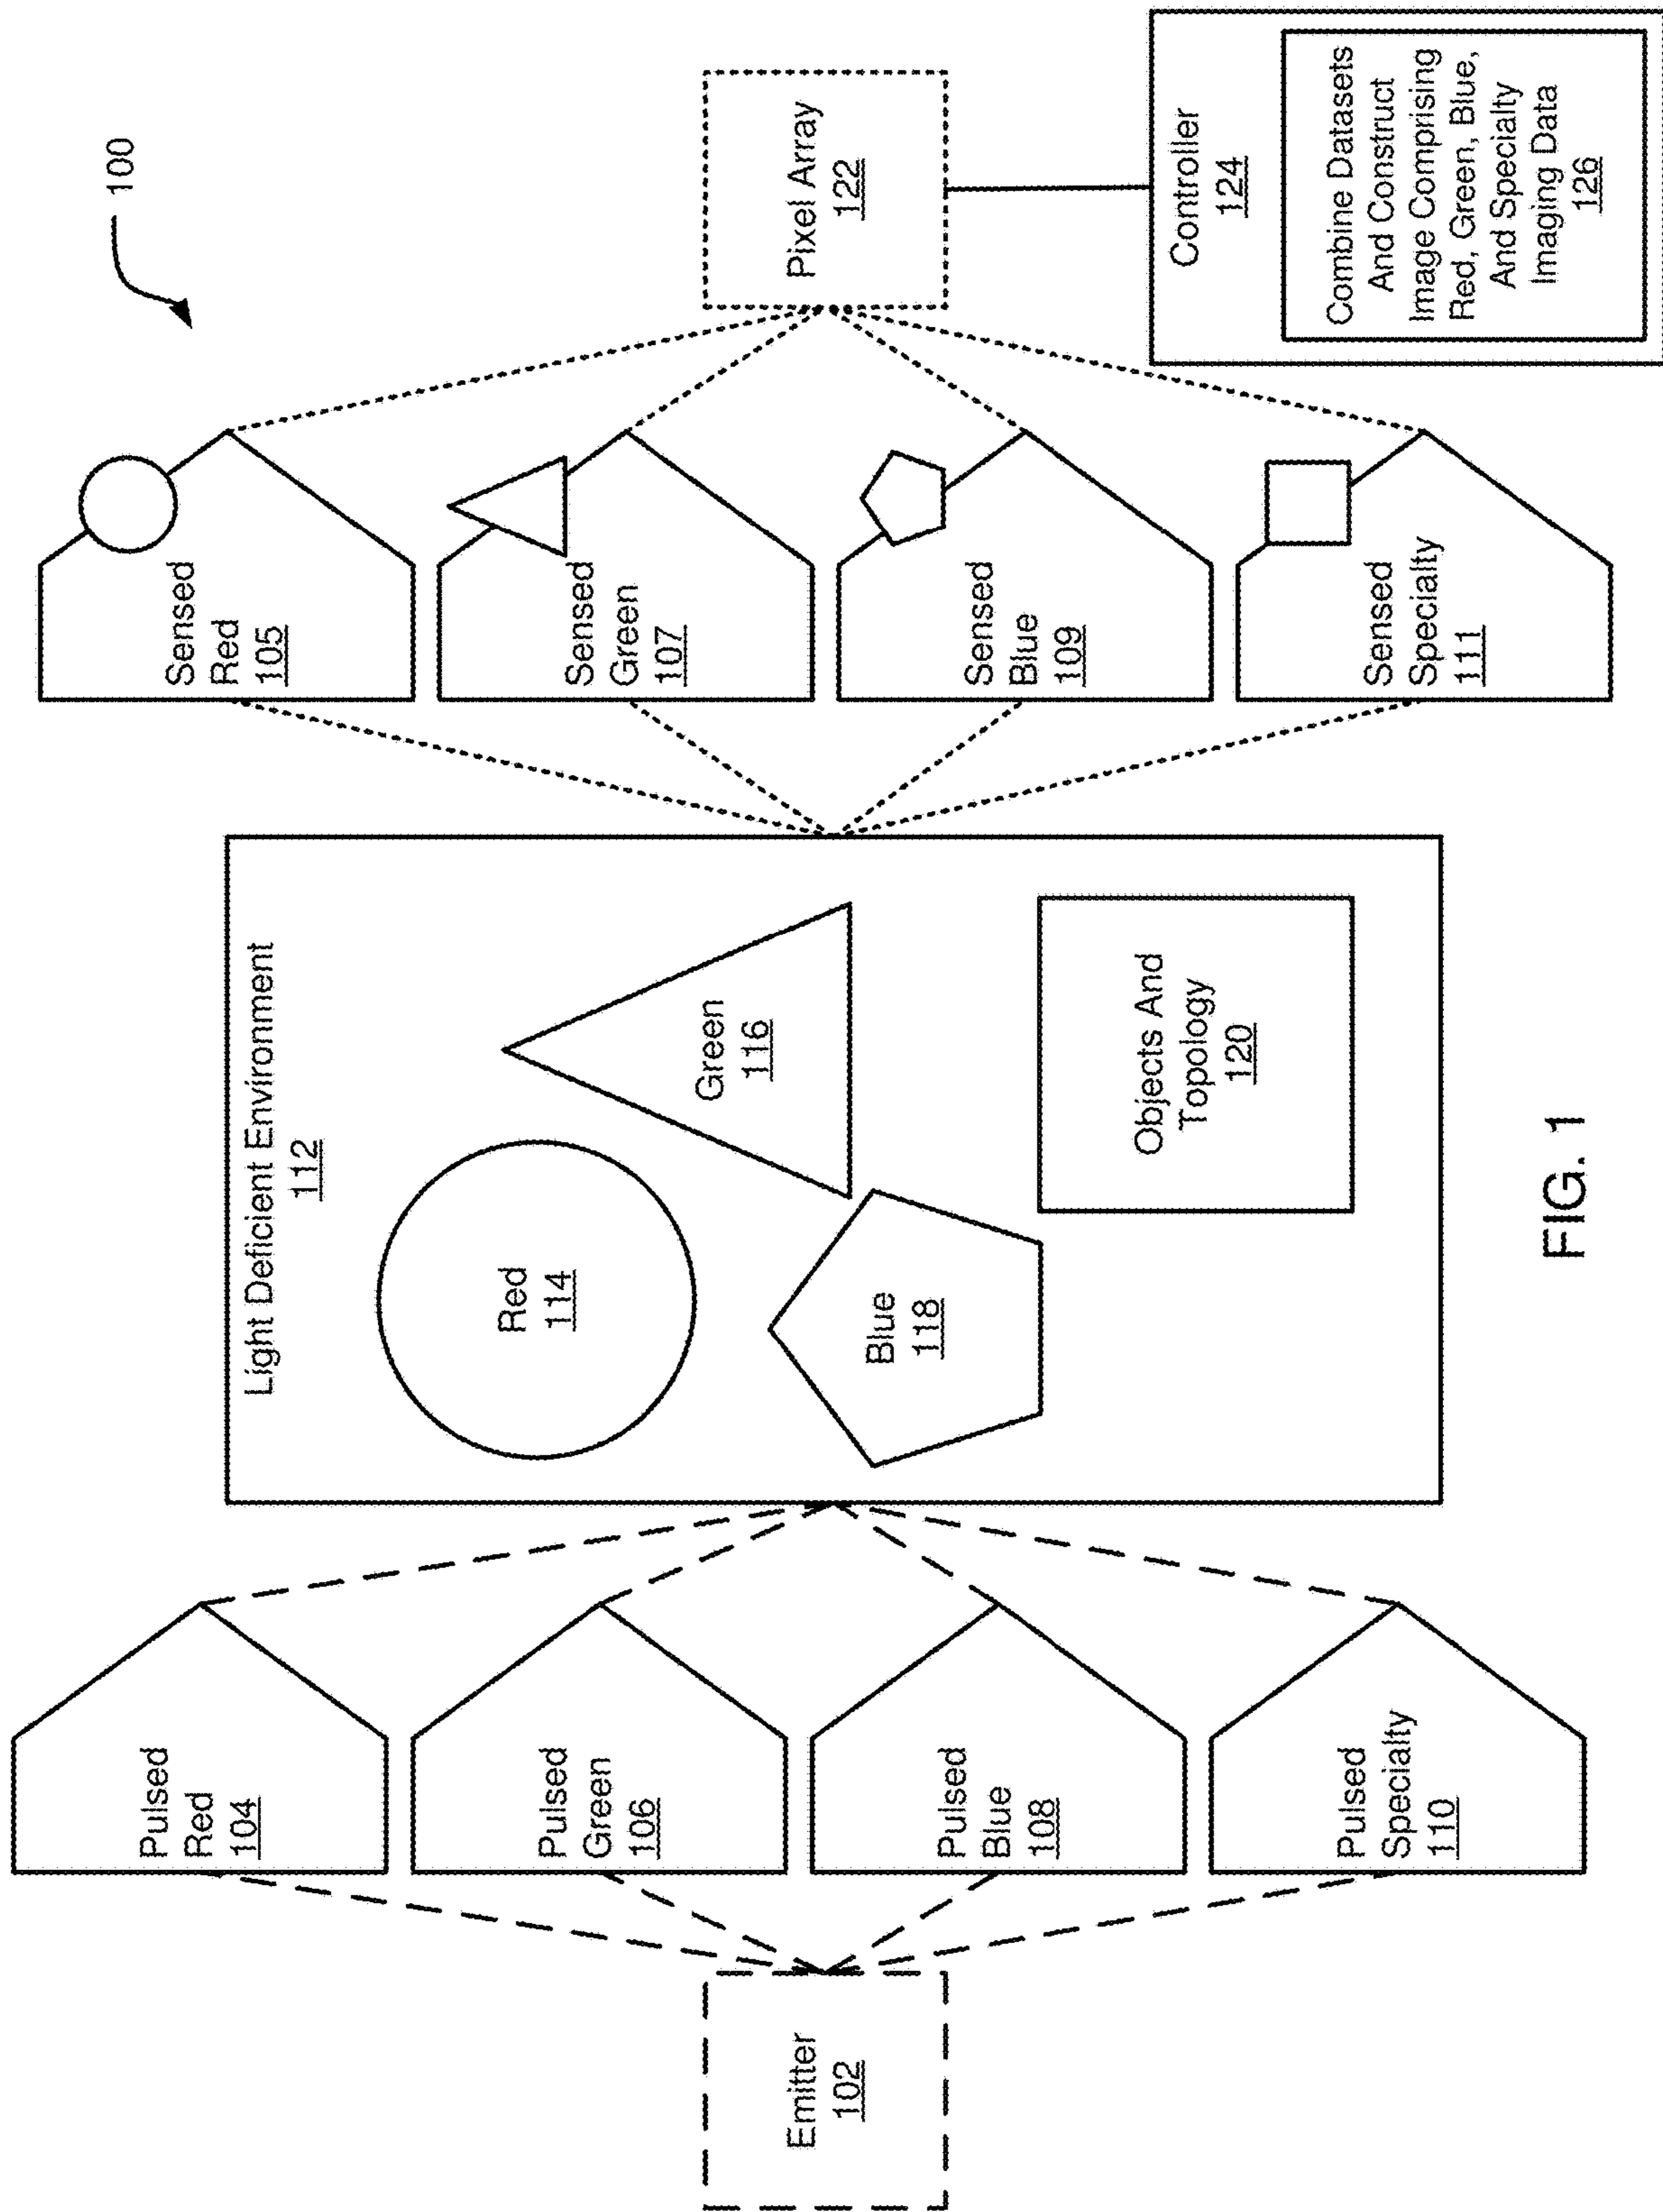 100
Emitter
102
Pulsed
Red
104
Pulsed
Green
106
Pulsed
Blue
108
Pulsed
Specialty
110
Light Deficient Environment
112
Red
114
Green
116
Blue
118
Objects And
Topology
120
Sensed
Red
105
Sensed
Green
107
Sensed
Blue
109
Sensed
Specialty
111
Pixel Array
122
Controller
124
Combine Datasets
And Construct
Image Comprising
Red, Green, Blue,
And Specialty
Imaging Data
126
FIG. 1